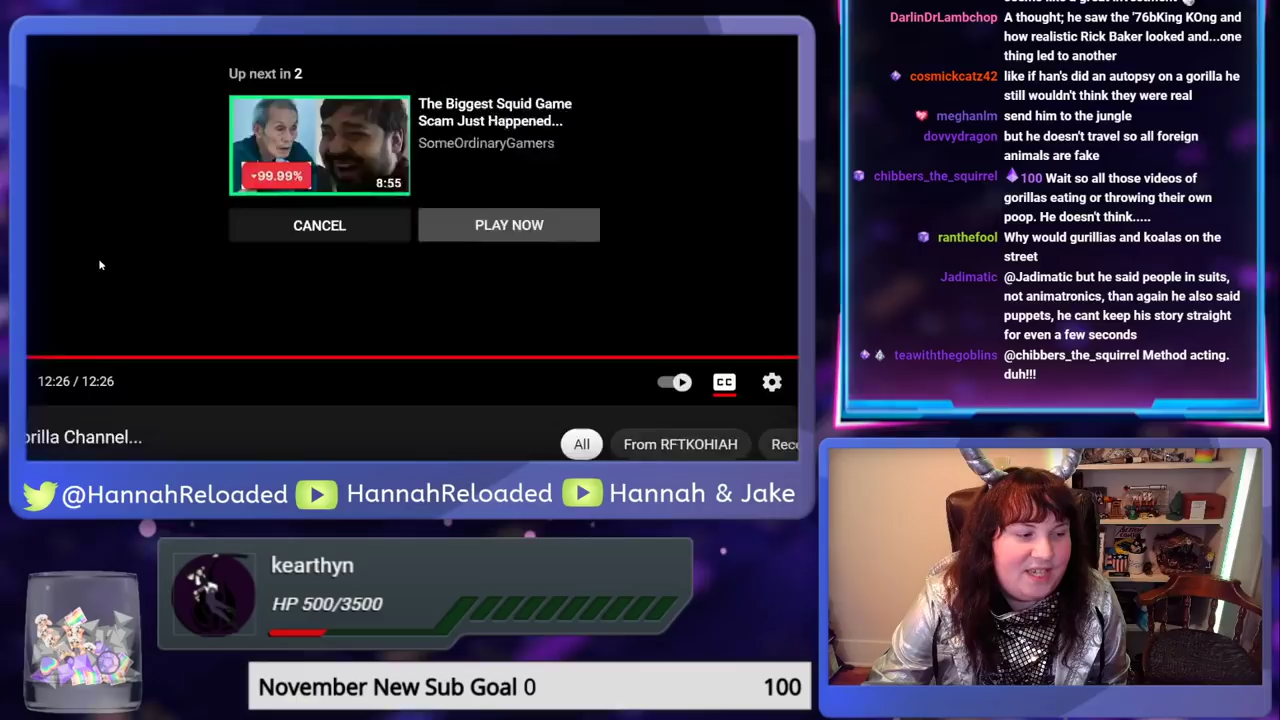 Up next in 2
The Biggest Squid Game
Scam Just Happened...
SomeOrdinaryGamers
-99.99%
8:55
CANCEL
PLAY NOW
12:26 / 12:26
CC
orilla Channel...
All
From RFTKOHIAH
Rec
@HannahReloaded
HannahReloaded
Hannah & Jake
kearthyn
HP 500/3500
November New Sub Goal 0
100
DarlinDrLambchop A thought; he saw the '76bKing KOng and
how realistic Rick Baker looked and...one
thing led to another
cosmickatz42 like if han's did an autopsy on a gorilla he
still wouldn't think they were real
meghanlm send him to the jungle
dovvydragon but he doesn't travel so all foreign
animals are fake
chibbers_the_squirrel 100 Wait so all those videos of
gorillas eating or throwing their own
poop. He doesn't think.....
ranthefool Why would gurillias and koalas on the
street
Jadimatic @Jadimatic but he said people in suits,
not animatronics, than again he also said
puppets, he cant keep his story straight
for even a few seconds
teawiththegoblins @chibbers_the_squirrel Method acting.
duh!!!